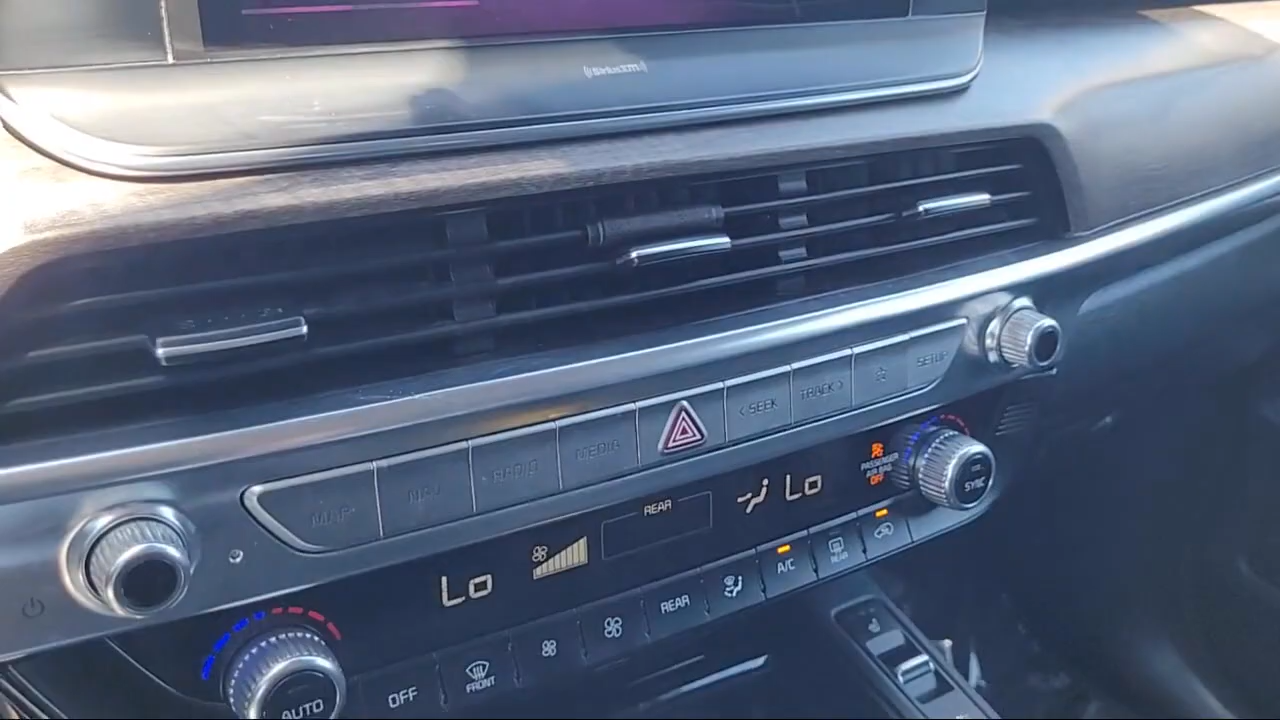 SiriusXM
MAP
NAV
RADIO
MEDIA
< SEEK
TRACK >
SETUP
PASSENGER
AIR BAG
OFF
SYNC
REAR
Lo
Lo
AUTO
OFF
FRONT
REAR
A/C
REAR